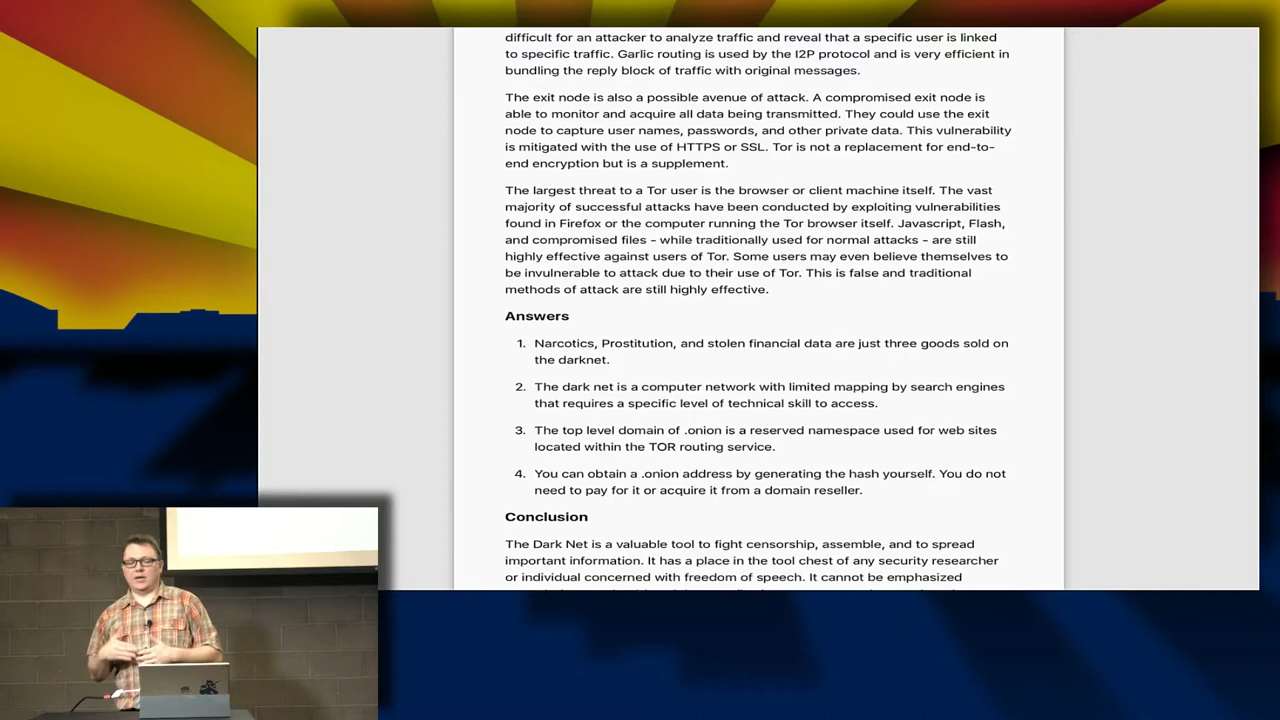 difficult for an attacker to analyze traffic and reveal that a specific user is linked
to specific traffic. Garlic routing is used by the I2P protocol and is very efficient in
bundling the reply block of traffic with original messages.
The exit node is also a possible avenue of attack. A compromised exit node is
able to monitor and acquire all data being transmitted. They could use the exit
node to capture user names, passwords, and other private data. This vulnerability
is mitigated with the use of HTTPS or SSL. Tor is not a replacement for end-to-
end encryption but is a supplement.
The largest threat to a Tor user is the browser or client machine itself. The vast
majority of successful attacks have been conducted by exploiting vulnerabilities
found in Firefox or the computer running the Tor browser itself. Javascript, Flash,
and compromised files - while traditionally used for normal attacks - are still
highly effective against users of Tor. Some users may even believe themselves to
be invulnerable to attack due to their use of Tor. This is false and traditional
methods of attack are still highly effective.
Answers
1. Narcotics, Prostitution, and stolen financial data are just three goods sold on
the darknet.
2. The dark net is a computer network with limited mapping by search engines
that requires a specific level of technical skill to access.
3. The top level domain of .onion is a reserved namespace used for web sites
located within the TOR routing service.
4. You can obtain a .onion address by generating the hash yourself. You do not
need to pay for it or acquire it from a domain reseller.
Conclusion
The Dark Net is a valuable tool to fight censorship, assemble, and to spread
important information. It has a place in the tool chest of any security researcher
or individual concerned with freedom of speech. It cannot be emphasized